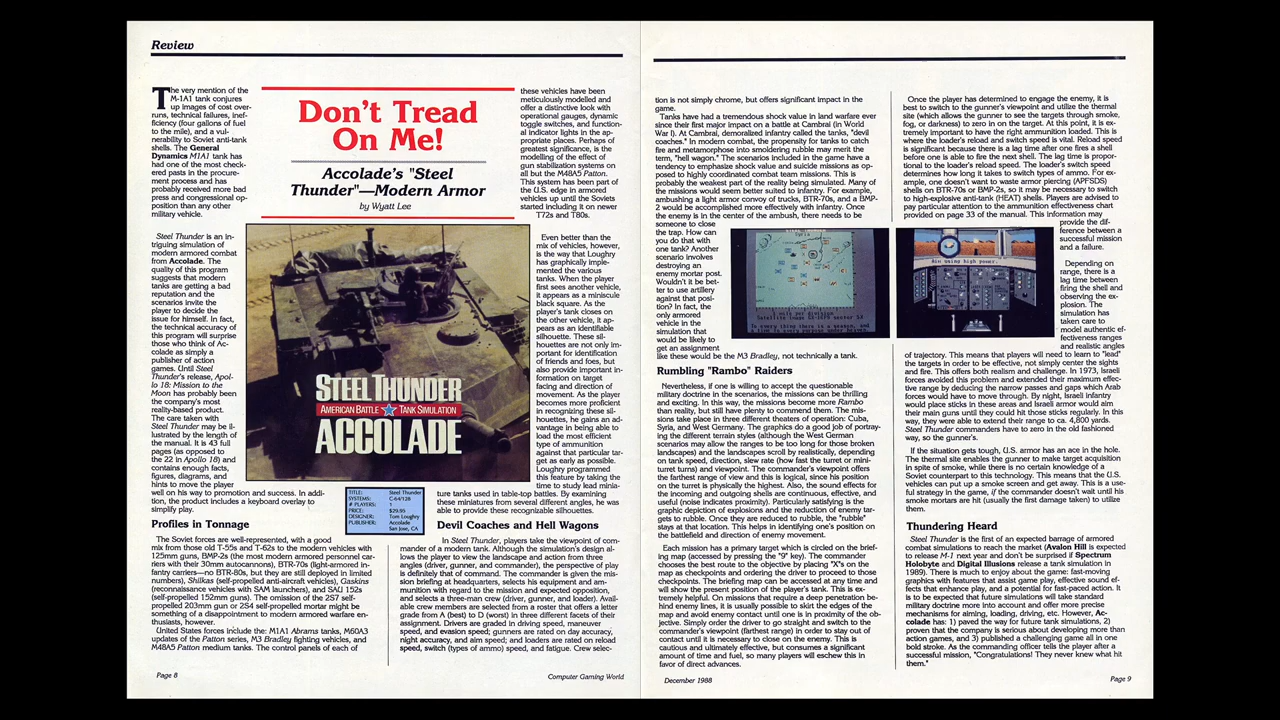 Review
The very mention of the
M-1A1 tank conjures
up images of cost over-
runs, technical failures, inef-
ficiency (four gallons of fuel
to the mile), and a vul-
nerability to Soviet anti-tank
shells. The General
Dynamics M1A1 tank has
had one of the most check-
ered pasts in the procure-
ment process and has
probably received more bad
press and congressional op-
position than any other
military vehicle.
Steel Thunder is an in-
triguing simulation of
modern armored combat
from Accolade. The
quality of this program
suggests that modern
tanks are getting a bad
reputation and the
scenarios invite the
player to decide the
issue for himself. In fact,
the technical accuracy of
this program will surprise
those who think of Ac-
colade as simply a
publisher of action
games. Until Steel
Thunder's release, Apol-
lo 18: Mission to the
Moon has probably been
the company's most
reality-based product.
The care taken with
Steel Thunder may be il-
lustrated by the length of
the manual. It is 43 full
pages (as opposed to
the 22 in Apollo 18) and
contains enough facts,
figures, diagrams, and
hints to move the player
well on his way to promotion and success. In addi-
tion, the product includes a keyboard overlay to
simplify play.
Profiles in Tonnage
The Soviet forces are well-represented, with a good
mix from those old T-55s and T-62s to the modern vehicles with
125mm guns, BMP-2s (the most modern armored personnel car-
riers with their 30mm autocannons), BTR-70s (light-armored in-
fantry carriers—no BTR-80s, but they are still deployed in limited
numbers), Shilkas (self-propelled anti-aircraft vehicles), Gaskins
(reconnaissance vehicles with SAM launchers), and SAU 152s
(self-propelled 152mm guns). The omission of the 2S7 self-
propelled 203mm gun or 2S4 self-propelled mortar might be
something of a disappointment to modern armored warfare en-
thusiasts, however.
United States forces include the: M1A1 Abrams tanks, M60A3
updates of the Patton series, M3 Bradley fighting vehicles, and
M48A5 Patton medium tanks. The control panels of each of
Don't Tread
On Me!
Accolade's "Steel
Thunder"—Modern Armor
by Wyatt Lee
STEEL THUNDER
AMERICAN BATTLE TANK SIMULATION
ACCOLADE
TITLE: Steel Thunder
SYSTEMS: C-64/128
# PLAYERS: 1
PRICE: $29.95
DESIGNER: Tom Loughry
PUBLISHER: Accolade
San Jose, CA
these vehicles have been
meticulously modelled and
offer a distinctive look with
operational gauges, dynamic
toggle switches, and function-
al indicator lights in the ap-
propriate places. Perhaps of
greatest significance, is the
modelling of the effect of
gun stabilization systems on
all but the M48A5 Patton.
This system has been part of
the U.S. edge in armored
vehicles up until the Soviets
started including it on newer
T72s and T80s.
Even better than the
mix of vehicles, however,
is the way that Loughry
has graphically imple-
mented the various
tanks. When the player
first sees another vehicle,
it appears as a miniscule
black square. As the
player's tank closes on
the other vehicle, it ap-
pears as an identifiable
silhouette. These sil-
houettes are not only im-
portant for identification
of friends and foes, but
also provide important in-
formation on target
facing and direction of
movement. As the player
becomes more proficient
in recognizing these sil-
houettes, he gains an ad-
vantage in being able to
load the most efficient
type of ammunition
against that particular tar-
get as early as possible.
Loughry programmed
this feature by taking the
time to study lead minia-
ture tanks used in table-top battles. By examining
these miniatures from several different angles, he was
able to provide these recognizable silhouettes.
Devil Coaches and Hell Wagons
In Steel Thunder, players take the viewpoint of com-
mander of a modern tank. Although the simulation's design al-
lows the player to view the landscape and action from three
angles (driver, gunner, and commander), the perspective of play
is definitely that of command. The commander is given the mis-
sion briefing at headquarters, selects his equipment and am-
munition with regard to the mission and expected opposition,
and selects a three-man crew (driver, gunner, and loader). Avail-
able crew members are selected from a roster that offers a letter
grade from A (best) to D (worst) in three different facets of their
assignment. Drivers are graded in driving speed, maneuver
speed, and evasion speed; gunners are rated on day accuracy,
night accuracy, and aim speed; and loaders are rated on reload
speed, switch (types of ammo) speed, and fatigue. Crew selec-
Page 8
Computer Gaming World
tion is not simply chrome, but offers significant impact in the
game.
Tanks have had a tremendous shock value in land warfare ever
since their first major impact on a battle at Cambrai (in World
War I). At Cambrai, demoralized infantry called the tanks, "devil
coaches." In modern combat, the propensity for tanks to catch
fire and metamorphose into smoldering rubble may merit the
term, "hell wagon." The scenarios included in the game have a
tendency to emphasize shock value and suicide missions as op-
posed to highly coordinated combat team missions. This is
probably the weakest part of the reality being simulated. Many of
the missions would seem better suited to infantry. For example,
ambushing a light armor convoy of trucks, BTR-70s, and a BMP-
2 would be accomplished more effectively with infantry. Once
the enemy is in the center of the ambush, there needs to be
someone to close
the trap. How can
you do that with
one tank? Another
scenario involves
destroying an
enemy mortar post.
Wouldn't it be bet-
ter to use artillery
against that posi-
tion? In fact, the
only armored
vehicle in the
simulation that
would be likely to
get an assignment
like these would be the M3 Bradley, not technically a tank.
Rumbling "Rambo" Raiders
Nevertheless, if one is willing to accept the questionable
military doctrine in the scenarios, the missions can be thrilling
and exciting. In this way, the missions become more Rambo
than reality, but still have plenty to commend them. The mis-
sions take place in three different theaters of operation: Cuba,
Syria, and West Germany. The graphics do a good job of portray-
ing the different terrain styles (although the West German
scenarios may allow the ranges to be too long for those broken
landscapes) and the landscapes scroll by realistically, depending
on tank speed, direction, slew rate (how fast the turret or mini-
turret turns) and viewpoint. The commander's viewpoint offers
the farthest range of view and this is logical, since his position
on the turret is physically the highest. Also, the sound effects for
the incoming and outgoing shells are continuous, effective, and
useful (noise indicates proximity). Particularly satisfying is the
graphic depiction of explosions and the reduction of enemy tar-
gets to rubble. Once they are reduced to rubble, the "rubble"
stays at that location. This helps in identifying one's position on
the battlefield and direction of enemy movement.
Each mission has a primary target which is circled on the brief-
ing map (accessed by pressing the "9" key). The commander
chooses the best route to the objective by placing "X"s on the
map as checkpoints and ordering the driver to proceed to those
checkpoints. The briefing map can be accessed at any time and
will show the present position of the player's tank. This is ex-
tremely helpful. On missions that require a deep penetration be-
hind enemy lines, it is usually possible to skirt the edges of the
map and avoid enemy contact until one is in proximity of the ob-
jective. Simply order the driver to go straight and switch to the
commander's viewpoint (farthest range) in order to stay out of
contact until it is necessary to close on the enemy. This is
cautious and ultimately effective, but consumes a significant
amount of time and fuel, so many players will eschew this in
favor of direct advances.
Once the player has determined to engage the enemy, it is
best to switch to the gunner's viewpoint and utilize the thermal
site (which allows the gunner to see the targets through smoke,
fog, or darkness) to zero in on the target. At this point, it is ex-
tremely important to have the right ammunition loaded. This is
where the loader's reload and switch speed is vital. Reload speed
is significant because there is a lag time after one fires a shell
before one is able to fire the next shell. The lag time is propor-
tional to the loader's reload speed. The loader's switch speed
determines how long it takes to switch types of ammo. For ex-
ample, one doesn't want to waste armor piercing (APFSDS)
shells on BTR-70s or BMP-2s, so it may be necessary to switch
to high-explosive anti-tank (HEAT) shells. Players are advised to
pay particular attention to the ammunition effectiveness chart
provided on page 33 of the manual. This information may
provide the dif-
ference between a
successful mission
and a failure.
Depending on
range, there is a
lag time between
firing the shell and
observing the ex-
plosion. The
simulation has
taken care to
model authentic ef-
fectiveness ranges
and realistic angles
of trajectory. This means that players will need to learn to "lead"
the targets in order to be effective, not simply center the sights
and fire. This offers both realism and challenge. In 1973, Israeli
forces avoided this problem and extended their maximum effec-
tive range by deducing the narrow passes and gaps which Arab
forces would have to move through. By night, Israeli infantry
would place sticks in these areas and Israeli armor would aim
their main guns until they could hit those sticks regularly. In this
way, they were able to extend their range to ca. 4,800 yards.
Steel Thunder commanders have to zero in the old fashioned
way, so the gunner's.
If the situation gets tough, U.S. armor has an ace in the hole.
The thermal site enables the gunner to make target acquisition
in spite of smoke, while there is no certain knowledge of a
Soviet counterpart to this technology. This means that the U.S.
vehicles can put up a smoke screen and get away. This is a use-
ful strategy in the game, if the commander doesn't wait until his
smoke mortars are hit (usually the first damage taken) to utilize
them.
Thundering Heard
Steel Thunder is the first of an expected barrage of armored
combat simulations to reach the market (Avalon Hill is expected
to release M-1 next year and don't be surprised if Spectrum
Holobyte and Digital Illusions release a tank simulation in
1989). There is much to enjoy about the game: fast-moving
graphics with features that assist game play, effective sound ef-
fects that enhance play, and a potential for fast-paced action. It
is to be expected that future simulations will take standard
military doctrine more into account and offer more precise
mechanisms for aiming, loading, driving, etc. However, Ac-
colade has: 1) paved the way for future tank simulations, 2)
proven that the company is serious about developing more than
action games, and 3) published a challenging game all in one
bold stroke. As the commanding officer tells the player after a
successful mission, "Congratulations! They never knew what hit
them."
December 1988
Page 9